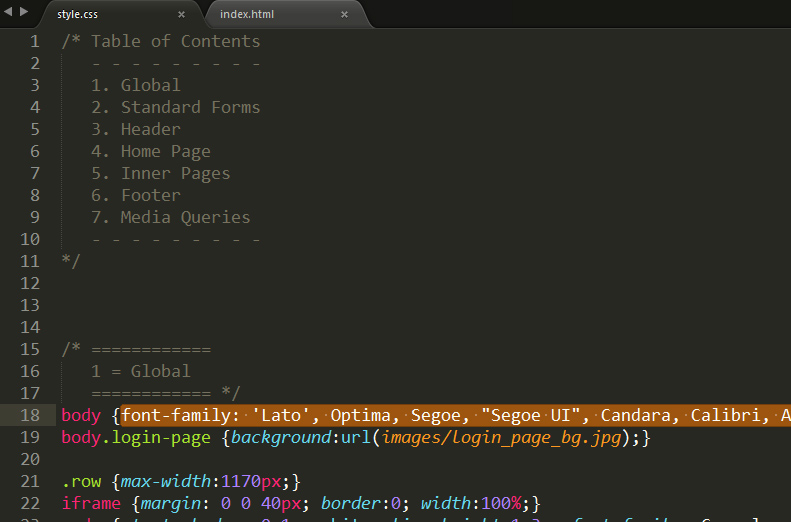 style.css × index.html ×
1 /* Table of Contents
2 - - - - - - - - -
3 1. Global
4 2. Standard Forms
5 3. Header
6 4. Home Page
7 5. Inner Pages
8 6. Footer
9 7. Media Queries
10 - - - - - - - - -
11 */
12
13
14
15 /* ============
16 1 = Global
17 ============ */
18 body {font-family: 'Lato', Optima, Segoe, "Segoe UI", Candara, Calibri, A
19 body.login-page {background:url(images/login_page_bg.jpg);}
20
21 .row {max-width:1170px;}
22 iframe {margin: 0 0 40px; border:0; width:100%;}